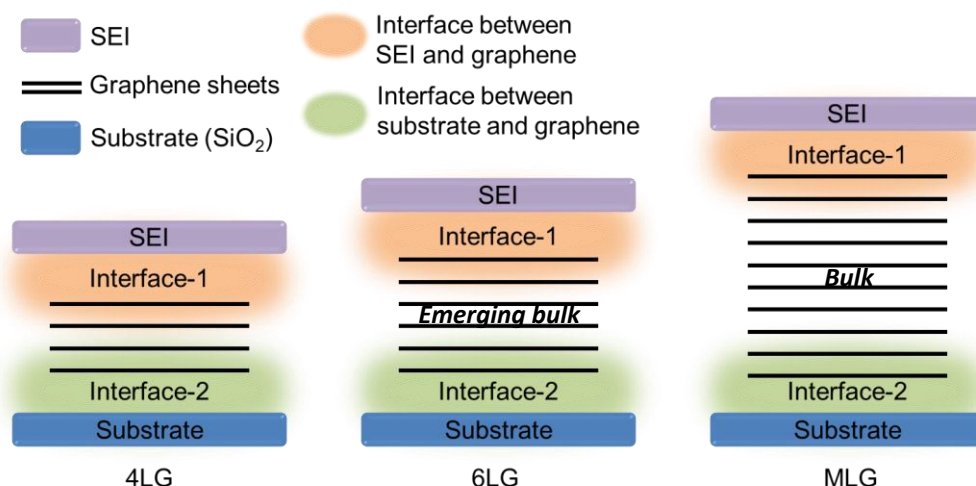 SEI
Graphene sheets
Substrate (SiO₂)
Interface between
SEI and graphene
Interface between
substrate and graphene
SEI
Interface-1
Interface-2
Substrate
4LG
SEI
Interface-1
Emerging bulk
Interface-2
Substrate
6LG
SEI
Interface-1
Bulk
Interface-2
Substrate
MLG